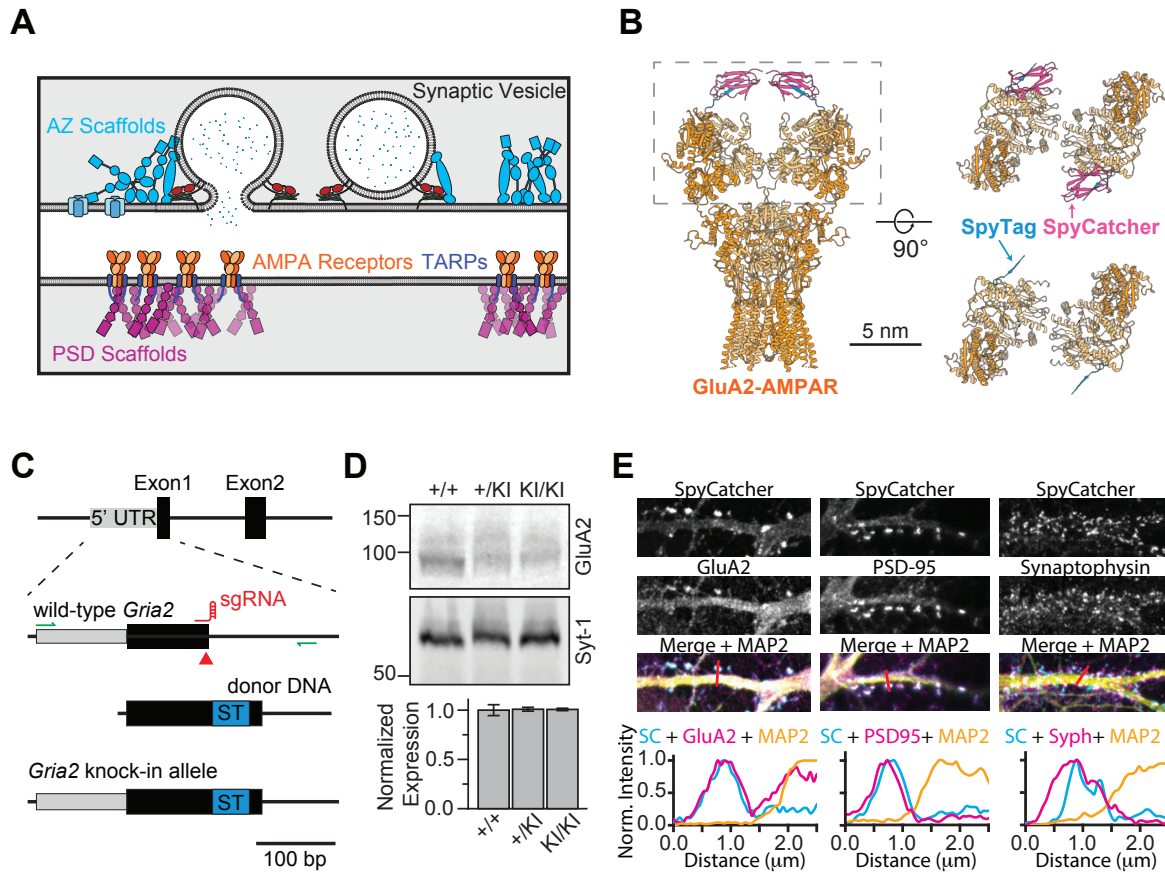 A
Synaptic Vesicle
AZ Scaffolds
AMPA Receptors TARPs
PSD Scaffolds
B
SpyTag SpyCatcher
90°
5 nm
GluA2-AMPAR
C
Exon1
Exon2
5' UTR
wild-type Gria2
sgRNA
donor DNA
ST
Gria2 knock-in allele
ST
100 bp
D
+/+ +/KI KI/KI
150
100
GluA2
50
Syt-1
Normalized
Expression
1.0
0.5
0.0
+/+
+/KI
KI/KI
E
SpyCatcher SpyCatcher SpyCatcher
GluA2 PSD-95 Synaptophysin
Merge + MAP2 Merge + MAP2 Merge + MAP2
SC + GluA2 + MAP2 SC + PSD95+ MAP2 SC + Syph+ MAP2
Norm. Intensity
1.0
0.5
0.0
0.0 1.0 2.0 0.0 1.0 2.0 0.0 1.0 2.0
Distance (μm) Distance (μm) Distance (μm)